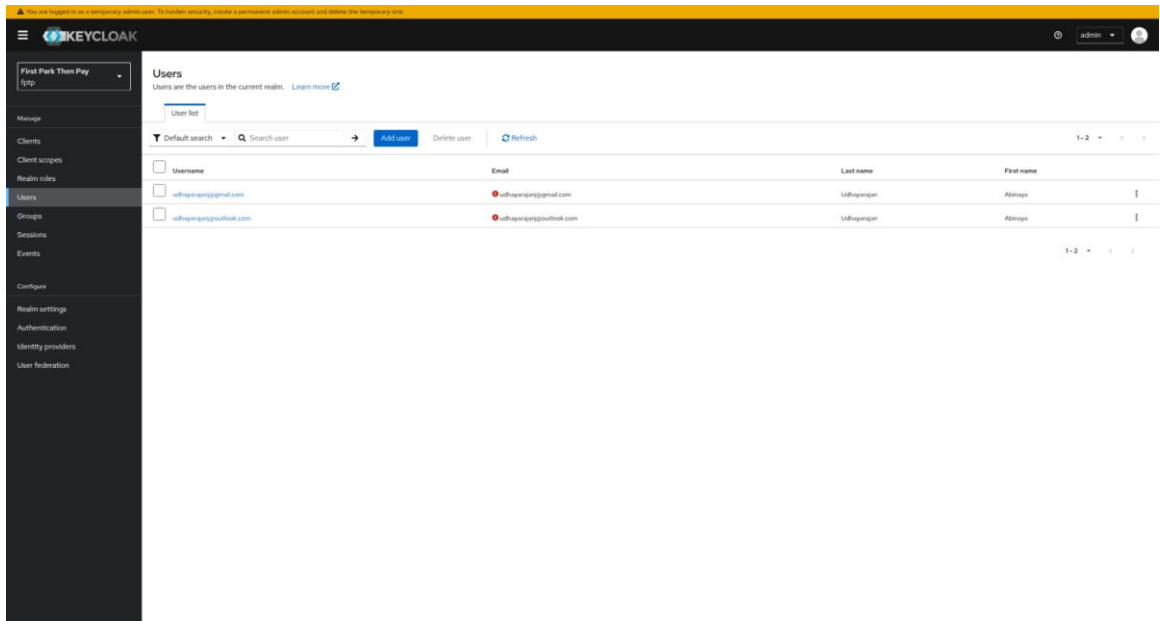 You are logged in as a temporary admin user. To harden security, create a permanent admin account and delete the temporary one.
KEYCLOAK
admin
First Park Then Pay
fptp
Manage
Clients
Client scopes
Realm roles
Users
Groups
Sessions
Events
Configure
Realm settings
Authentication
Identity providers
User federation
Users
Users are the users in the current realm. Learn more
User list
Default search Search user Add user Delete user Refresh 1-2
Username Email Last name First name
udhayarajanj@gmail.com udhayarajanj@gmail.com Udhayarajan Abinaya
udhayarajanj@outlook.com udhayarajanj@outlook.com Udhayarajan Abinaya
1-2